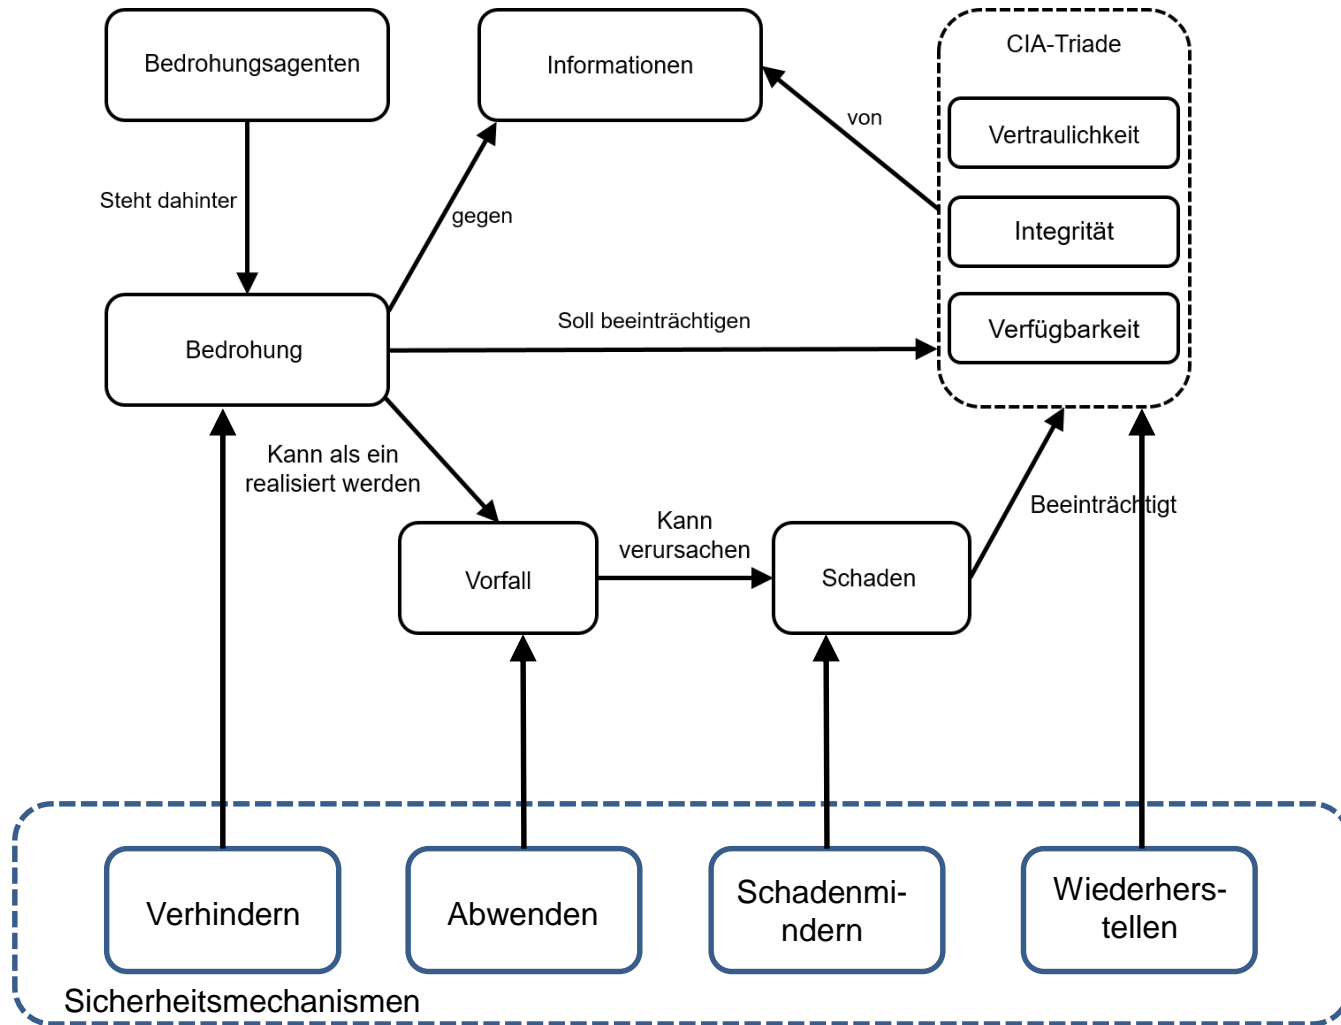 Bedrohungsagenten
Informationen
CIA-Triade
Vertraulichkeit
von
Steht dahinter
gegen
Integrität
Soll beeinträchtigen
Verfügbarkeit
Bedrohung
Kann als ein
realisiert werden
Kann
verursachen
Beeinträchtigt
Vorfall
Schaden
Verhindern
Abwenden
Schadenmi-
ndern
Wiederhers-
tellen
Sicherheitsmechanismen